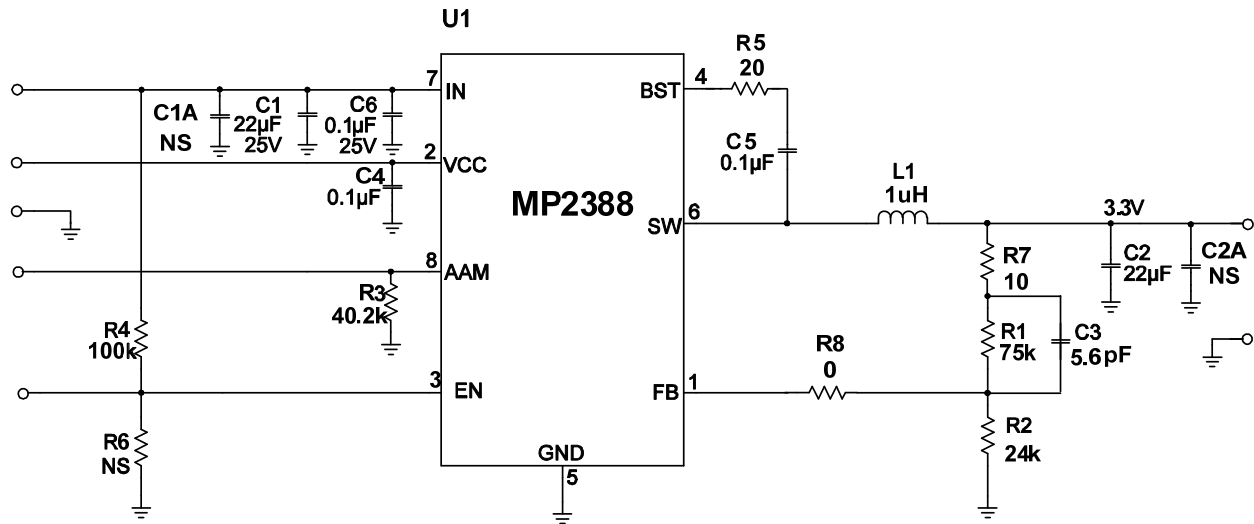 U1
MP2388
7
IN
2
VCC
8
AAM
3
EN
GND
5
BST
4
SW
6
FB
1
C1A
NS
C1
22µF
25V
C6
0.1µF
25V
C4
0.1µF
R3
40.2k
R4
100k
R6
NS
R5
20
C5
0.1µF
L1
1uH
3.3V
R7
10
C2
22µF
C2A
NS
R1
75k
C3
5.6pF
R8
0
R2
24k